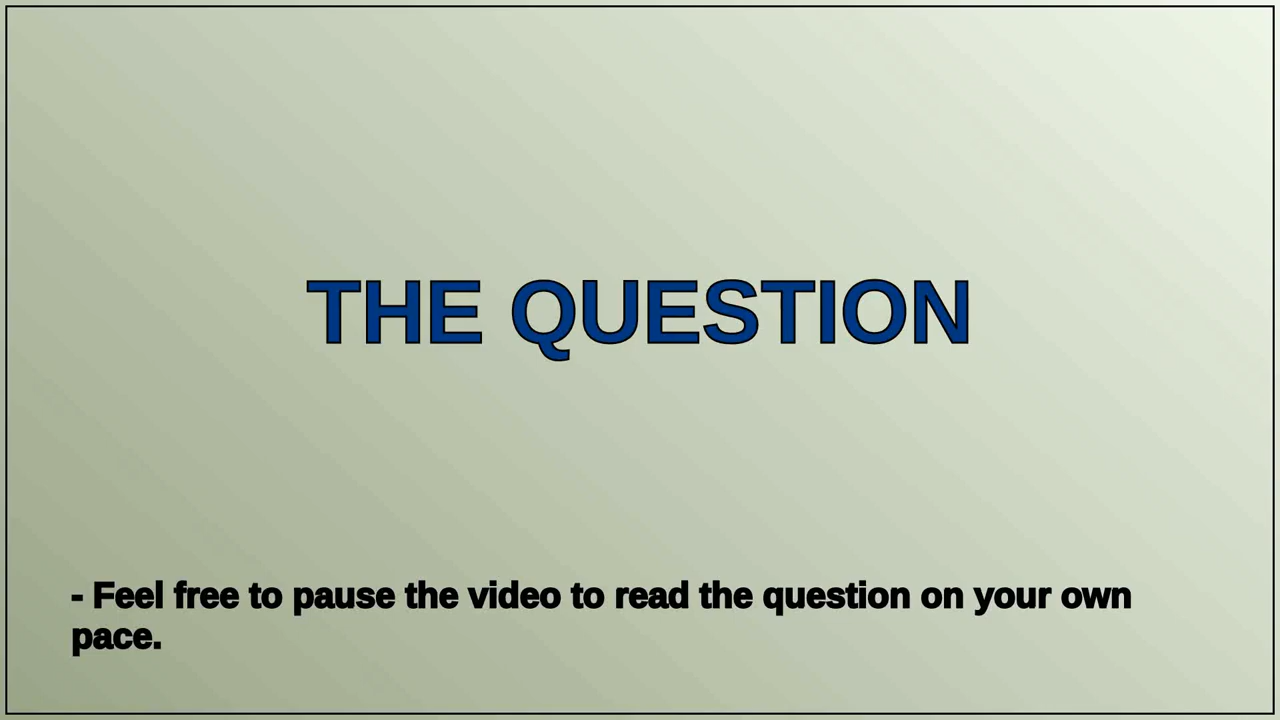 THE QUESTION
- Feel free to pause the video to read the question on your own
pace.